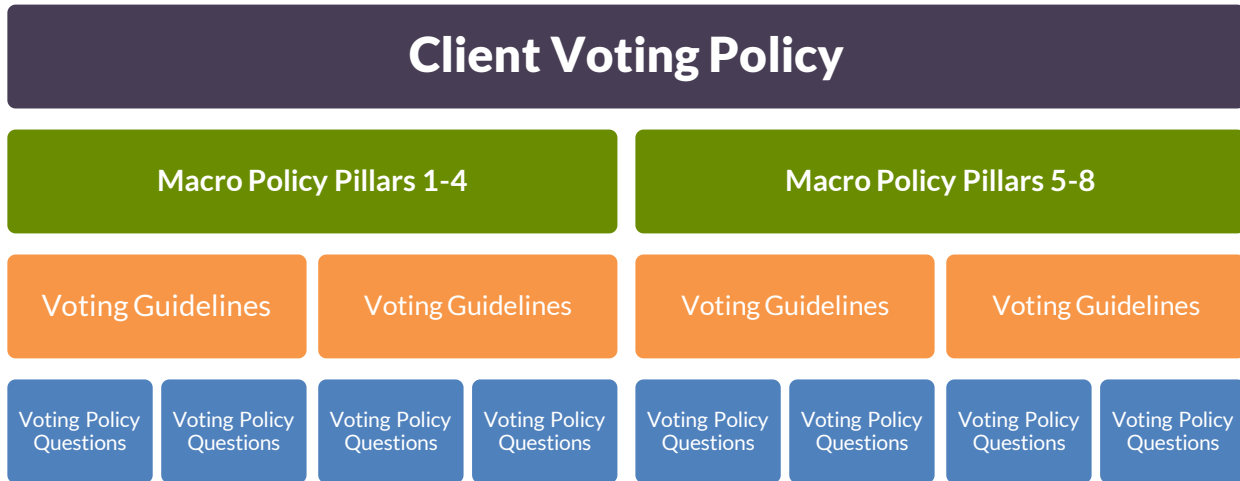 Client Voting Policy
Macro Policy Pillars 1-4
Macro Policy Pillars 5-8
Voting Guidelines
Voting Guidelines
Voting Guidelines
Voting Guidelines
Voting Policy
Questions
Voting Policy
Questions
Voting Policy
Questions
Voting Policy
Questions
Voting Policy
Questions
Voting Policy
Questions
Voting Policy
Questions
Voting Policy
Questions